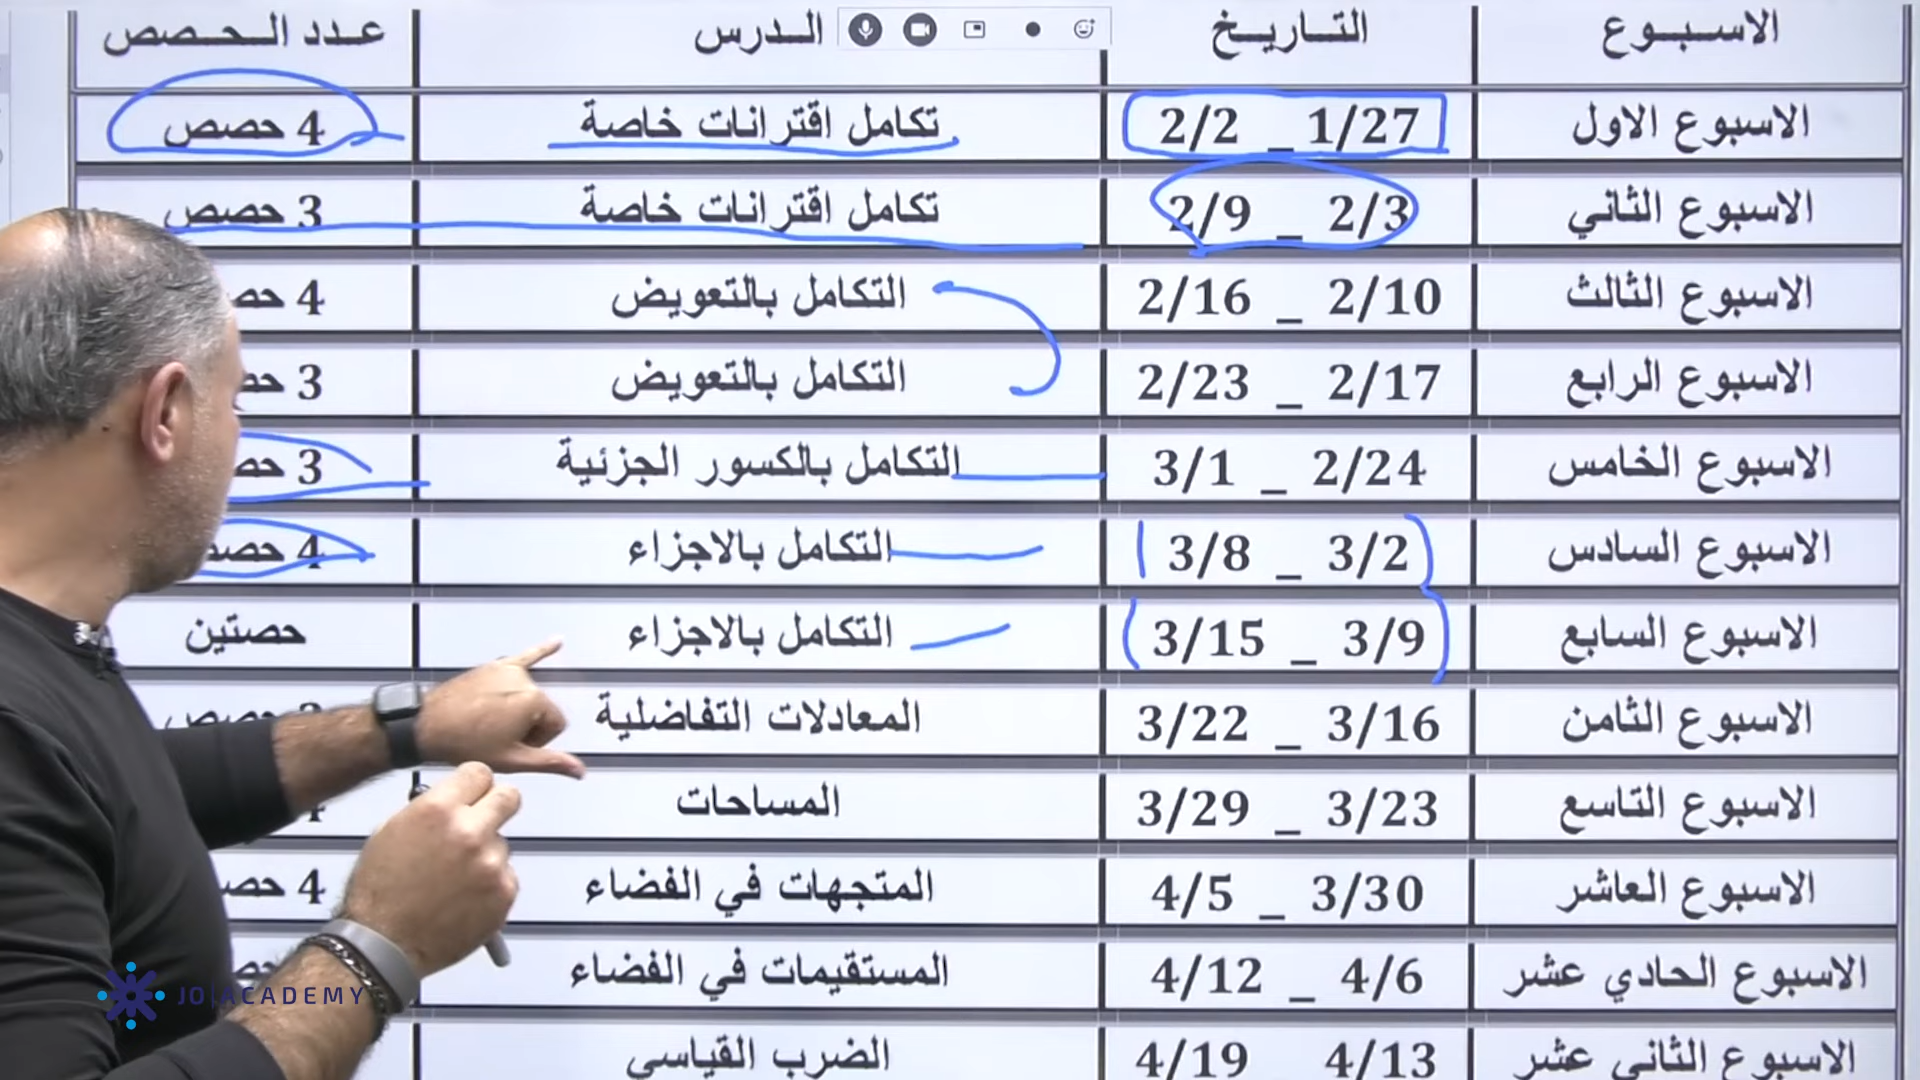 الاسبوع التاريخ الدرس عدد الحصص
الاسبوع الاول 1/27 _ 2/2 تكامل اقترانات خاصة 4 حصص
الاسبوع الثاني 2/3 _ 2/9 تكامل اقترانات خاصة 3 حصص
الاسبوع الثالث 2/10 _ 2/16 التكامل بالتعويض 4
الاسبوع الرابع 2/17 _ 2/23 التكامل بالتعويض 3
الاسبوع الخامس 2/24 _ 3/1 التكامل بالكسور الجزئية 3
الاسبوع السادس 3/2 _ 3/8 التكامل بالاجزاء 4
الاسبوع السابع 3/9 _ 3/15 التكامل بالاجزاء حصتين
الاسبوع الثامن 3/16 _ 3/22 المعادلات التفاضلية
الاسبوع التاسع 3/23 _ 3/29 المساحات
الاسبوع العاشر 3/30 _ 4/5 المتجهات في الفضاء 4
الاسبوع الحادي عشر 4/6 _ 4/12 المستقيمات في الفضاء
الاسبوع الثاني عشر 4/13 _ 4/19 الضرب القياسي
JO|ACADEMY